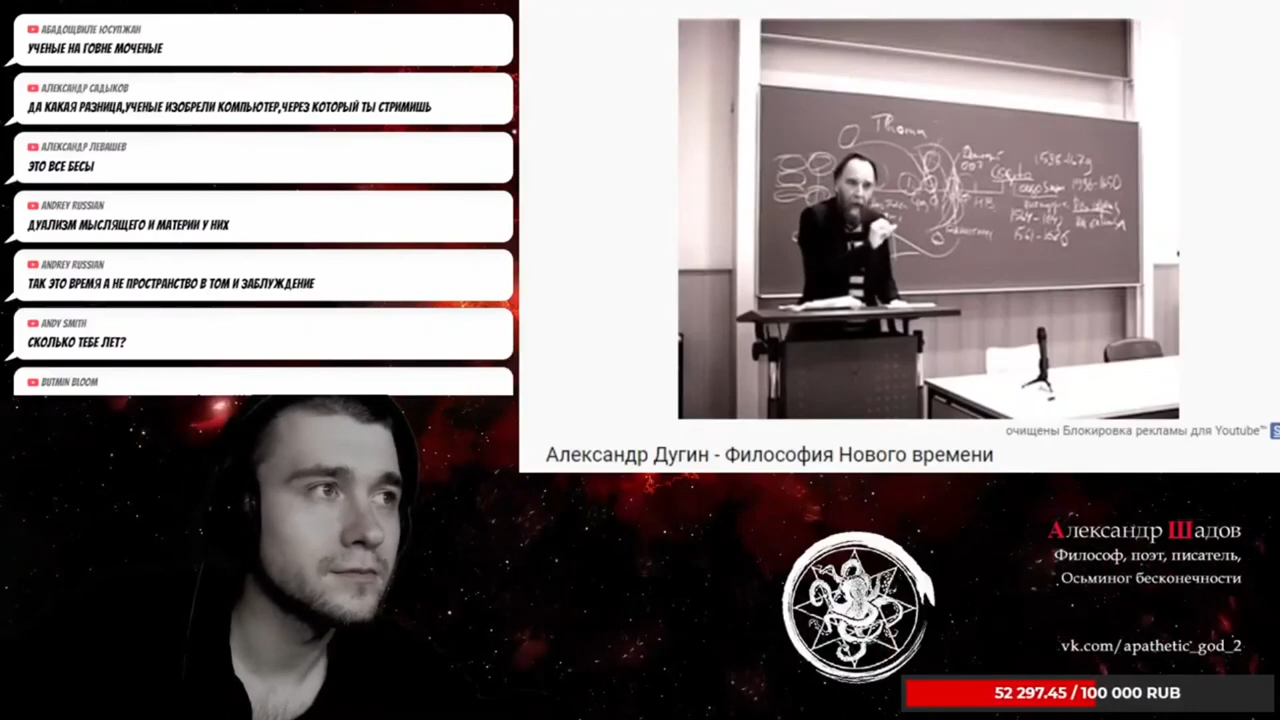 АБАДОЩВИЛЕ ЮСУПЖАН
УЧЕНЫЕ НА ГОВНЕ МОЧЕНЫЕ
АЛЕКСАНДР САДЫКОВ
ДА КАКАЯ РАЗНИЦА,УЧЕНЫЕ ИЗОБРЕЛИ КОМПЬЮТЕР,ЧЕРЕЗ КОТОРЫЙ ТЫ СТРИМИШЬ
АЛЕКСАНДР ЛЕВАШЕВ
ЭТО ВСЕ БЕСЫ
ANDREY RUSSIAN
ДУАЛИЗМ МЫСЛЯЩЕГО И МАТЕРИИ У НИХ
ANDREY RUSSIAN
ТАК ЭТО ВРЕМЯ А НЕ ПРОСТРАНСТВО В ТОМ И ЗАБЛУЖДЕНИЕ
ANDY SMITH
СКОЛЬКО ТЕБЕ ЛЕТ?
BUTMIN BLOOM
1596-1650
очищены Блокировка рекламы для Youtube™
Александр Дугин - Философия Нового времени
Александр Шадов
Философ, поэт, писатель,
Осьминог бесконечности
vk.com/apathetic_god_2
52 297.45 / 100 000 RUB